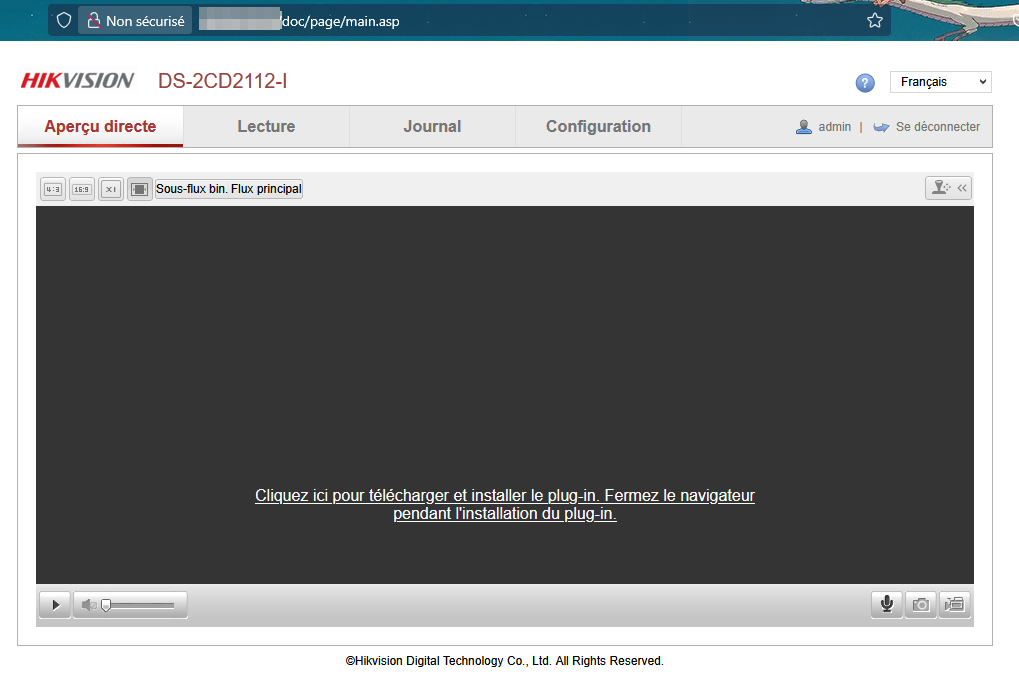 Non sécurisé
/doc/page/main.asp
HIKVISION DS-2CD2112-I
? Français
Aperçu directe Lecture Journal Configuration admin | Se déconnecter
4:3 16:9 X1 Sous-flux bin. Flux principal
Cliquez ici pour télécharger et installer le plug-in. Fermez le navigateur
pendant l'installation du plug-in.
©Hikvision Digital Technology Co., Ltd. All Rights Reserved.